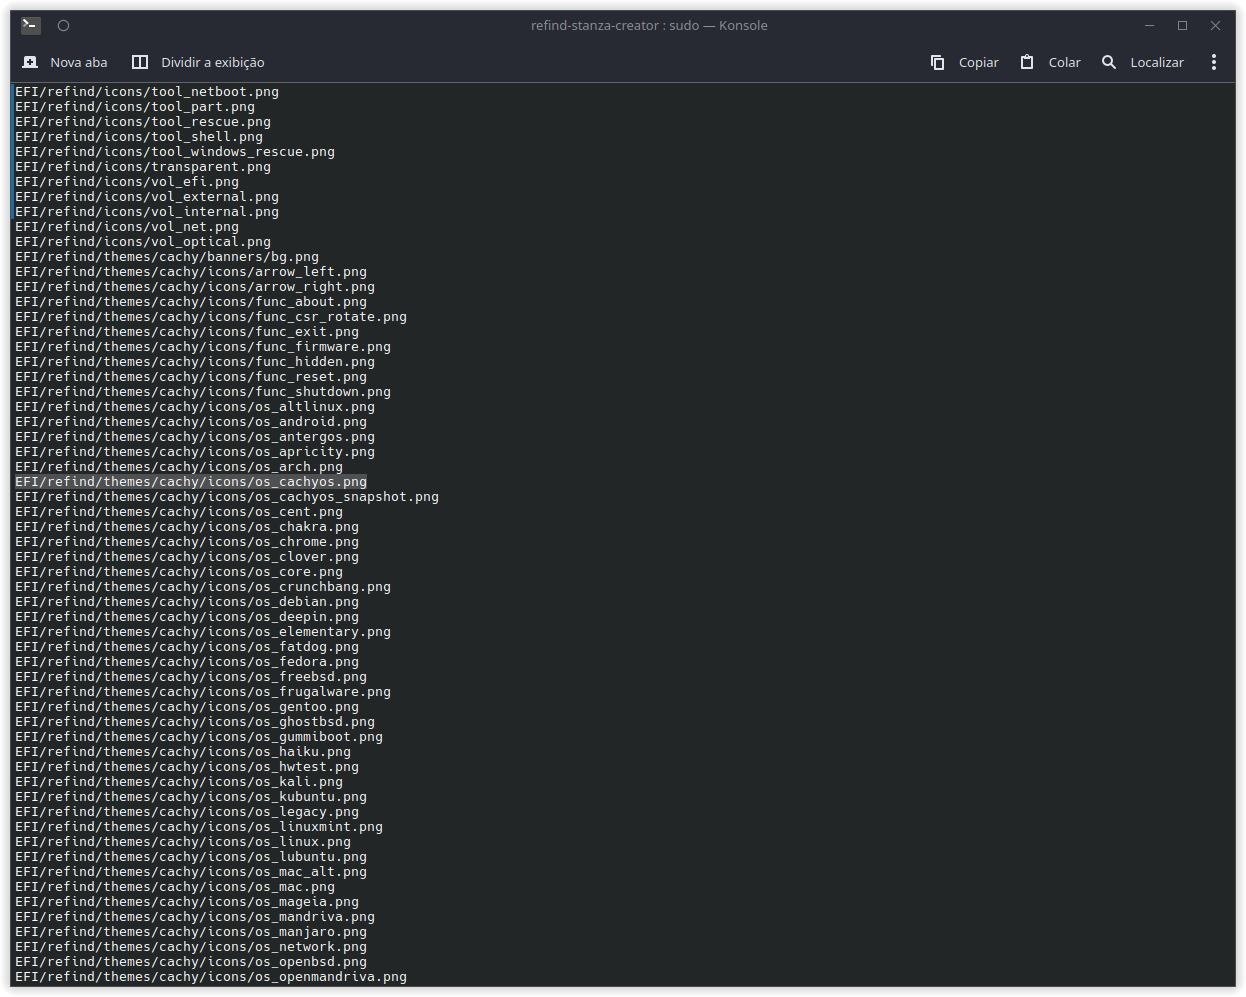 refind-stanza-creator : sudo — Konsole
Nova aba Dividir a exibição Copiar Colar Localizar
EFI/refind/icons/tool_netboot.png
EFI/refind/icons/tool_part.png
EFI/refind/icons/tool_rescue.png
EFI/refind/icons/tool_shell.png
EFI/refind/icons/tool_windows_rescue.png
EFI/refind/icons/transparent.png
EFI/refind/icons/vol_efi.png
EFI/refind/icons/vol_external.png
EFI/refind/icons/vol_internal.png
EFI/refind/icons/vol_net.png
EFI/refind/icons/vol_optical.png
EFI/refind/themes/cachy/banners/bg.png
EFI/refind/themes/cachy/icons/arrow_left.png
EFI/refind/themes/cachy/icons/arrow_right.png
EFI/refind/themes/cachy/icons/func_about.png
EFI/refind/themes/cachy/icons/func_csr_rotate.png
EFI/refind/themes/cachy/icons/func_exit.png
EFI/refind/themes/cachy/icons/func_firmware.png
EFI/refind/themes/cachy/icons/func_hidden.png
EFI/refind/themes/cachy/icons/func_reset.png
EFI/refind/themes/cachy/icons/func_shutdown.png
EFI/refind/themes/cachy/icons/os_altlinux.png
EFI/refind/themes/cachy/icons/os_android.png
EFI/refind/themes/cachy/icons/os_antergos.png
EFI/refind/themes/cachy/icons/os_apricity.png
EFI/refind/themes/cachy/icons/os_arch.png
EFI/refind/themes/cachy/icons/os_cachyos.png
EFI/refind/themes/cachy/icons/os_cachyos_snapshot.png
EFI/refind/themes/cachy/icons/os_cent.png
EFI/refind/themes/cachy/icons/os_chakra.png
EFI/refind/themes/cachy/icons/os_chrome.png
EFI/refind/themes/cachy/icons/os_clover.png
EFI/refind/themes/cachy/icons/os_core.png
EFI/refind/themes/cachy/icons/os_crunchbang.png
EFI/refind/themes/cachy/icons/os_debian.png
EFI/refind/themes/cachy/icons/os_deepin.png
EFI/refind/themes/cachy/icons/os_elementary.png
EFI/refind/themes/cachy/icons/os_fatdog.png
EFI/refind/themes/cachy/icons/os_fedora.png
EFI/refind/themes/cachy/icons/os_freebsd.png
EFI/refind/themes/cachy/icons/os_frugalware.png
EFI/refind/themes/cachy/icons/os_gentoo.png
EFI/refind/themes/cachy/icons/os_ghostbsd.png
EFI/refind/themes/cachy/icons/os_gummiboot.png
EFI/refind/themes/cachy/icons/os_haiku.png
EFI/refind/themes/cachy/icons/os_hwtest.png
EFI/refind/themes/cachy/icons/os_kali.png
EFI/refind/themes/cachy/icons/os_kubuntu.png
EFI/refind/themes/cachy/icons/os_legacy.png
EFI/refind/themes/cachy/icons/os_linuxmint.png
EFI/refind/themes/cachy/icons/os_linux.png
EFI/refind/themes/cachy/icons/os_lubuntu.png
EFI/refind/themes/cachy/icons/os_mac_alt.png
EFI/refind/themes/cachy/icons/os_mac.png
EFI/refind/themes/cachy/icons/os_mageia.png
EFI/refind/themes/cachy/icons/os_mandriva.png
EFI/refind/themes/cachy/icons/os_manjaro.png
EFI/refind/themes/cachy/icons/os_network.png
EFI/refind/themes/cachy/icons/os_openbsd.png
EFI/refind/themes/cachy/icons/os_openmandriva.png